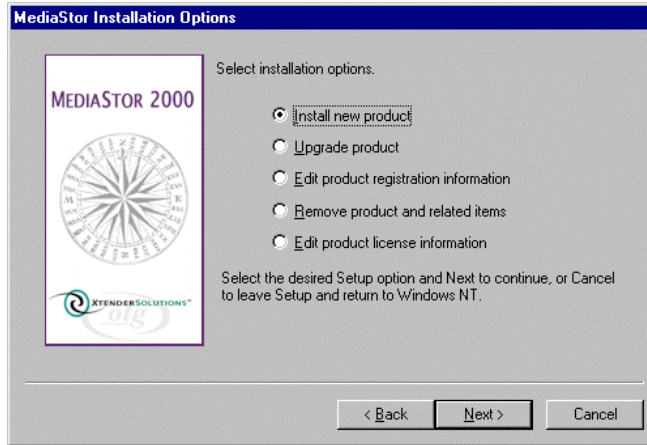 MediaStor Installation Options
MEDIASTOR 2000
XTENDERSOLUTIONS™
otg
Select installation options.
Install new product
Upgrade product
Edit product registration information
Remove product and related items
Edit product license information
Select the desired Setup option and Next to continue, or Cancel
to leave Setup and return to Windows NT.
< Back
Next >
Cancel